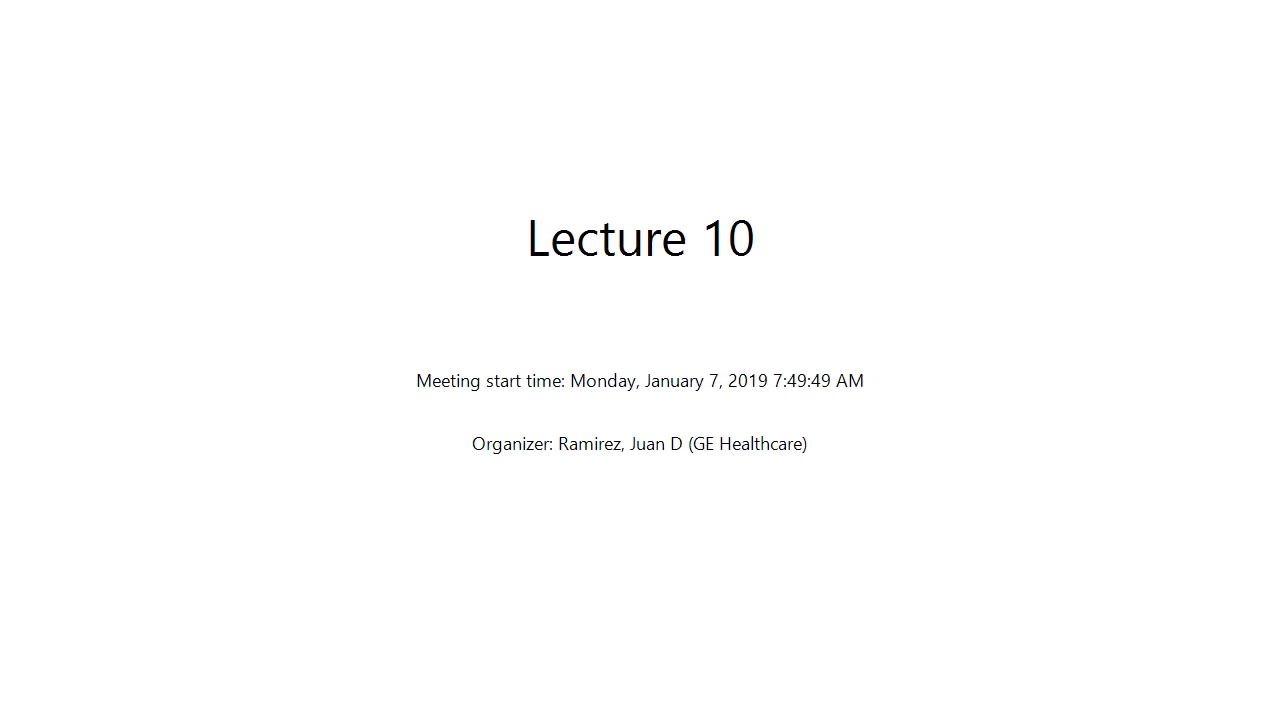 Lecture 10
Meeting start time: Monday, January 7, 2019 7:49:49 AM
Organizer: Ramirez, Juan D (GE Healthcare)